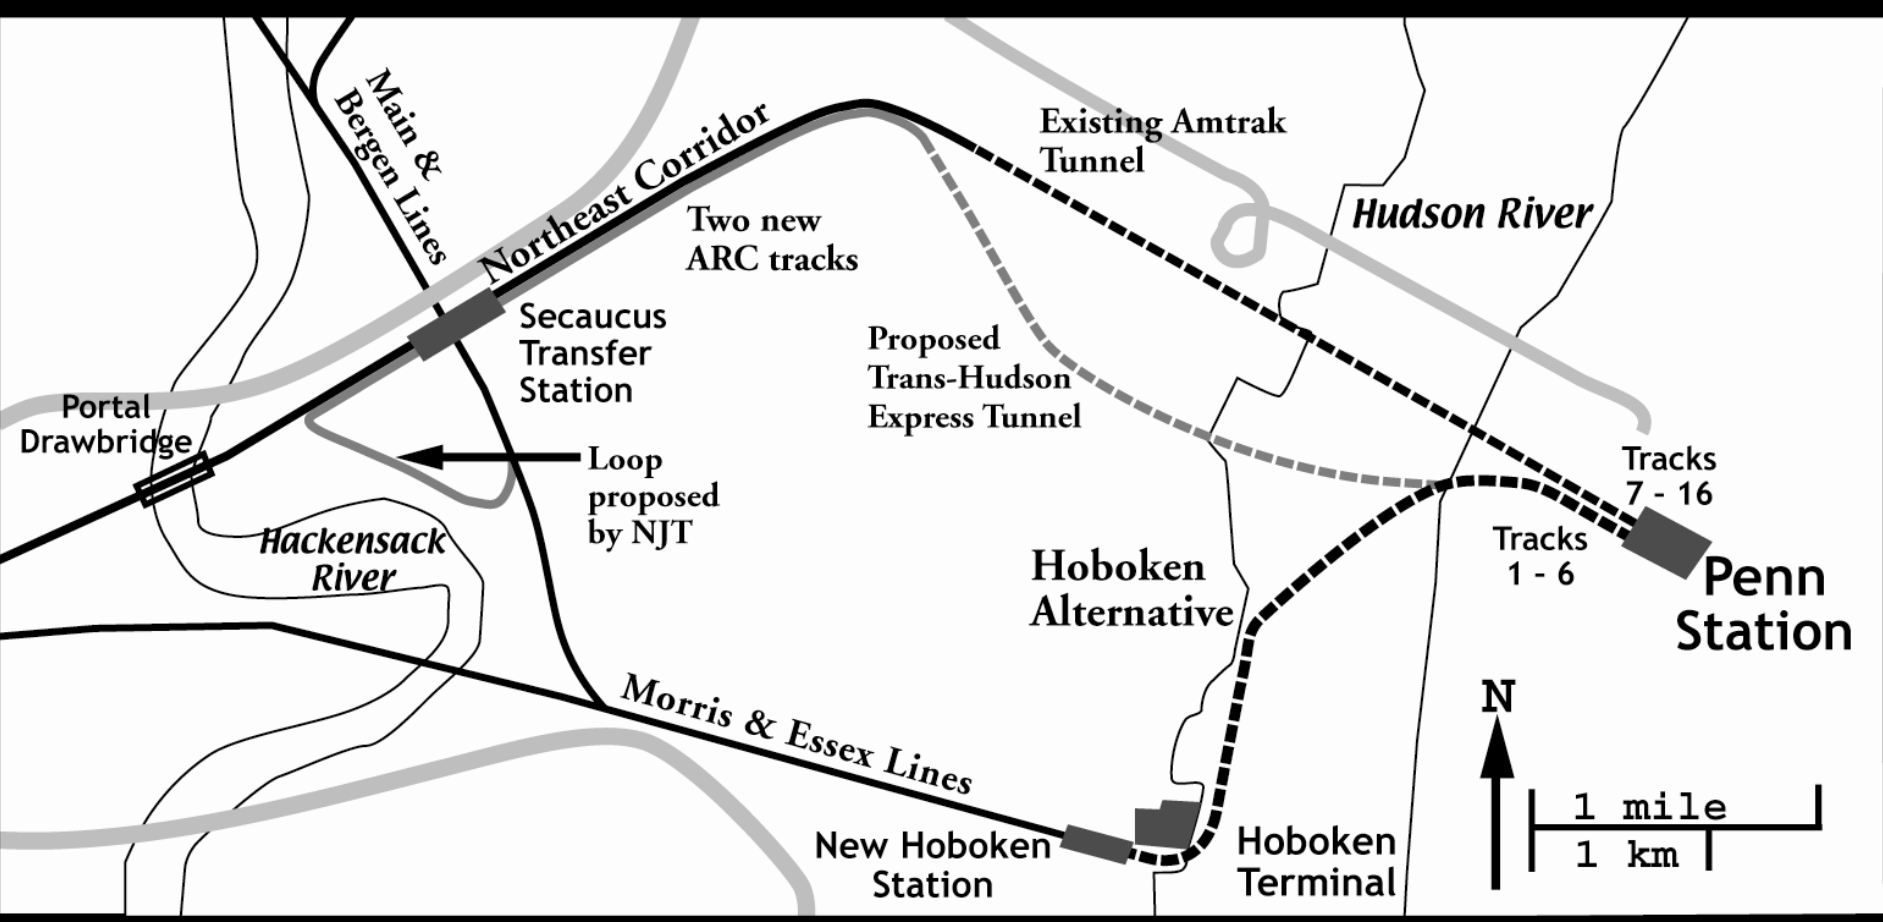 Main &
Bergen Lines
Northeast Corridor
Existing Amtrak
Tunnel
Hudson River
Two new
ARC tracks
Secaucus
Transfer
Station
Proposed
Trans-Hudson
Express Tunnel
Portal
Drawbridge
Loop
proposed
by NJT
Tracks
7 - 16
Tracks
1 - 6
Hackensack
River
Hoboken
Alternative
Penn
Station
Morris & Essex Lines
N
New Hoboken
Station
Hoboken
Terminal
1 mile
1 km